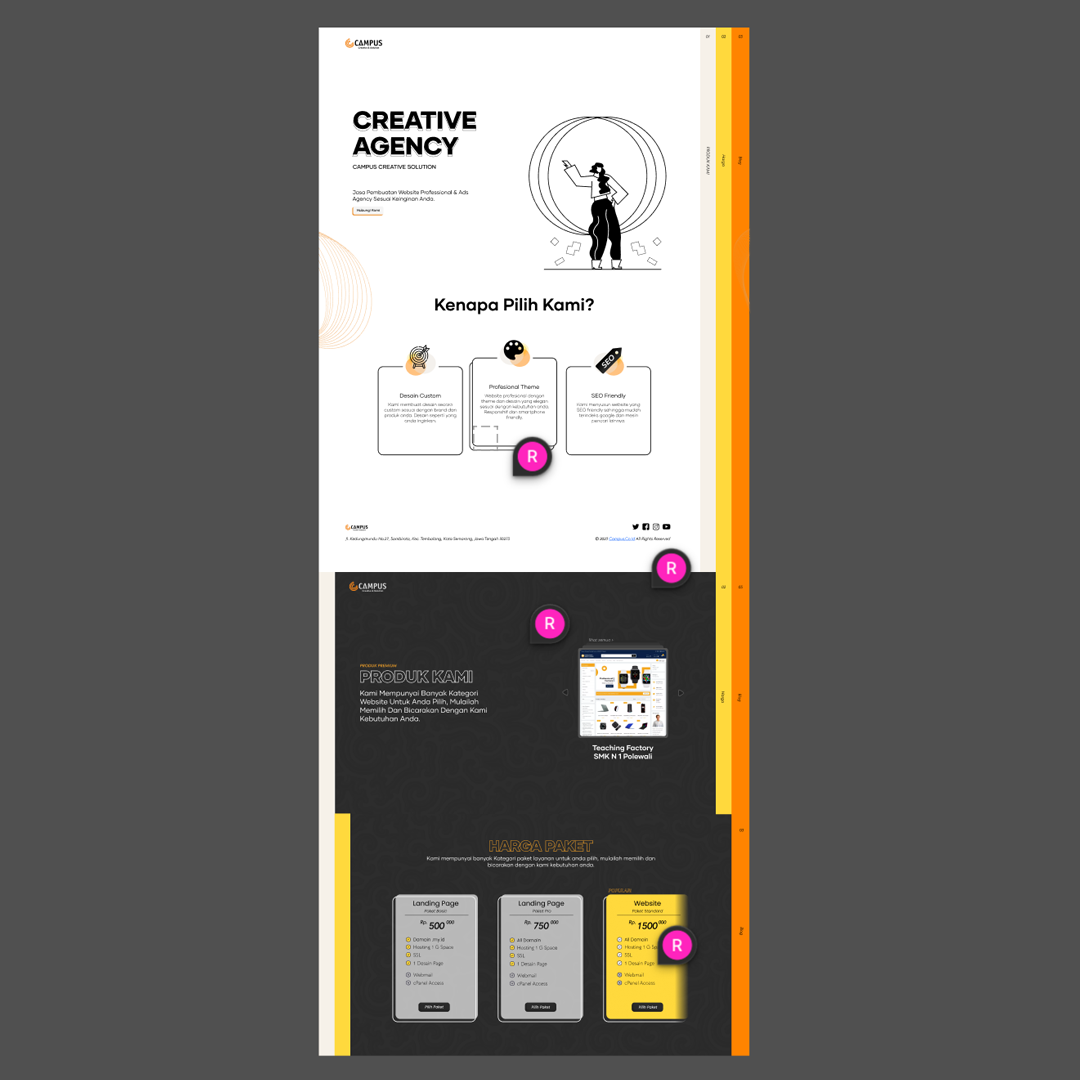 CAMPUS
01
02
03
CREATIVE
AGENCY
CAMPUS CREATIVE SOLUTION
Jasa Pembuatan Website Professional & Ads
Agency Sesuai Keinginan Anda.
Hubungi Kami
PRODUK KAMI
Harga
Blog
Kenapa Pilih Kami?
Desain Custom
Kami membuat desain secara
custom sesuai dengan brand dan
produk anda. Desain seperti yang
anda inginkan.
Profesional Theme
Website profesional dengan
theme dan desain yang elegan
sesuai dengan kebutuhan anda.
Responsif dan smartphone
friendly.
SEO
SEO Friendly
Kami menyusun website yang
SEO friendly sehingga mudah
terindeks google dan mesin
pencari lainnya.
R
CAMPUS
© 2021 Campus.Co.Id All Rights Reserved
R
CAMPUS
02
03
R
PRODUK PREMIUM
PRODUK KAMI
Kami Mempunyai Banyak Kategori
Website Untuk Anda Pilih, Mulailah
Memilih Dan Bicarakan Dengan Kami
Kebutuhan Anda.
Harga
Blog
Teaching Factory
SMK N 1 Polewali
03
HARGA PAKET
Kami mempunyai banyak Kategori paket layanan untuk anda pilih, mulailah memilih dan
bicarakan dengan kami kebutuhan anda.
POPULAR
Landing Page
Paket Basic
Rp. 500 000
Domain .my.id
Hosting 1 G Space
SSL
1 Desain Page
Webmail
cPanel Access
Pilih Paket
Landing Page
Paket Pro
Rp. 750 000
All Domain
Hosting 1 G Space
SSL
1 Desain Page
Webmail
cPanel Access
Pilih Paket
Website
Paket Standard
Rp. 1500 000
All Domain
Hosting 1 G
SSL
1 Desain Page
Webmail
cPanel Access
Pilih Paket
R
Blog